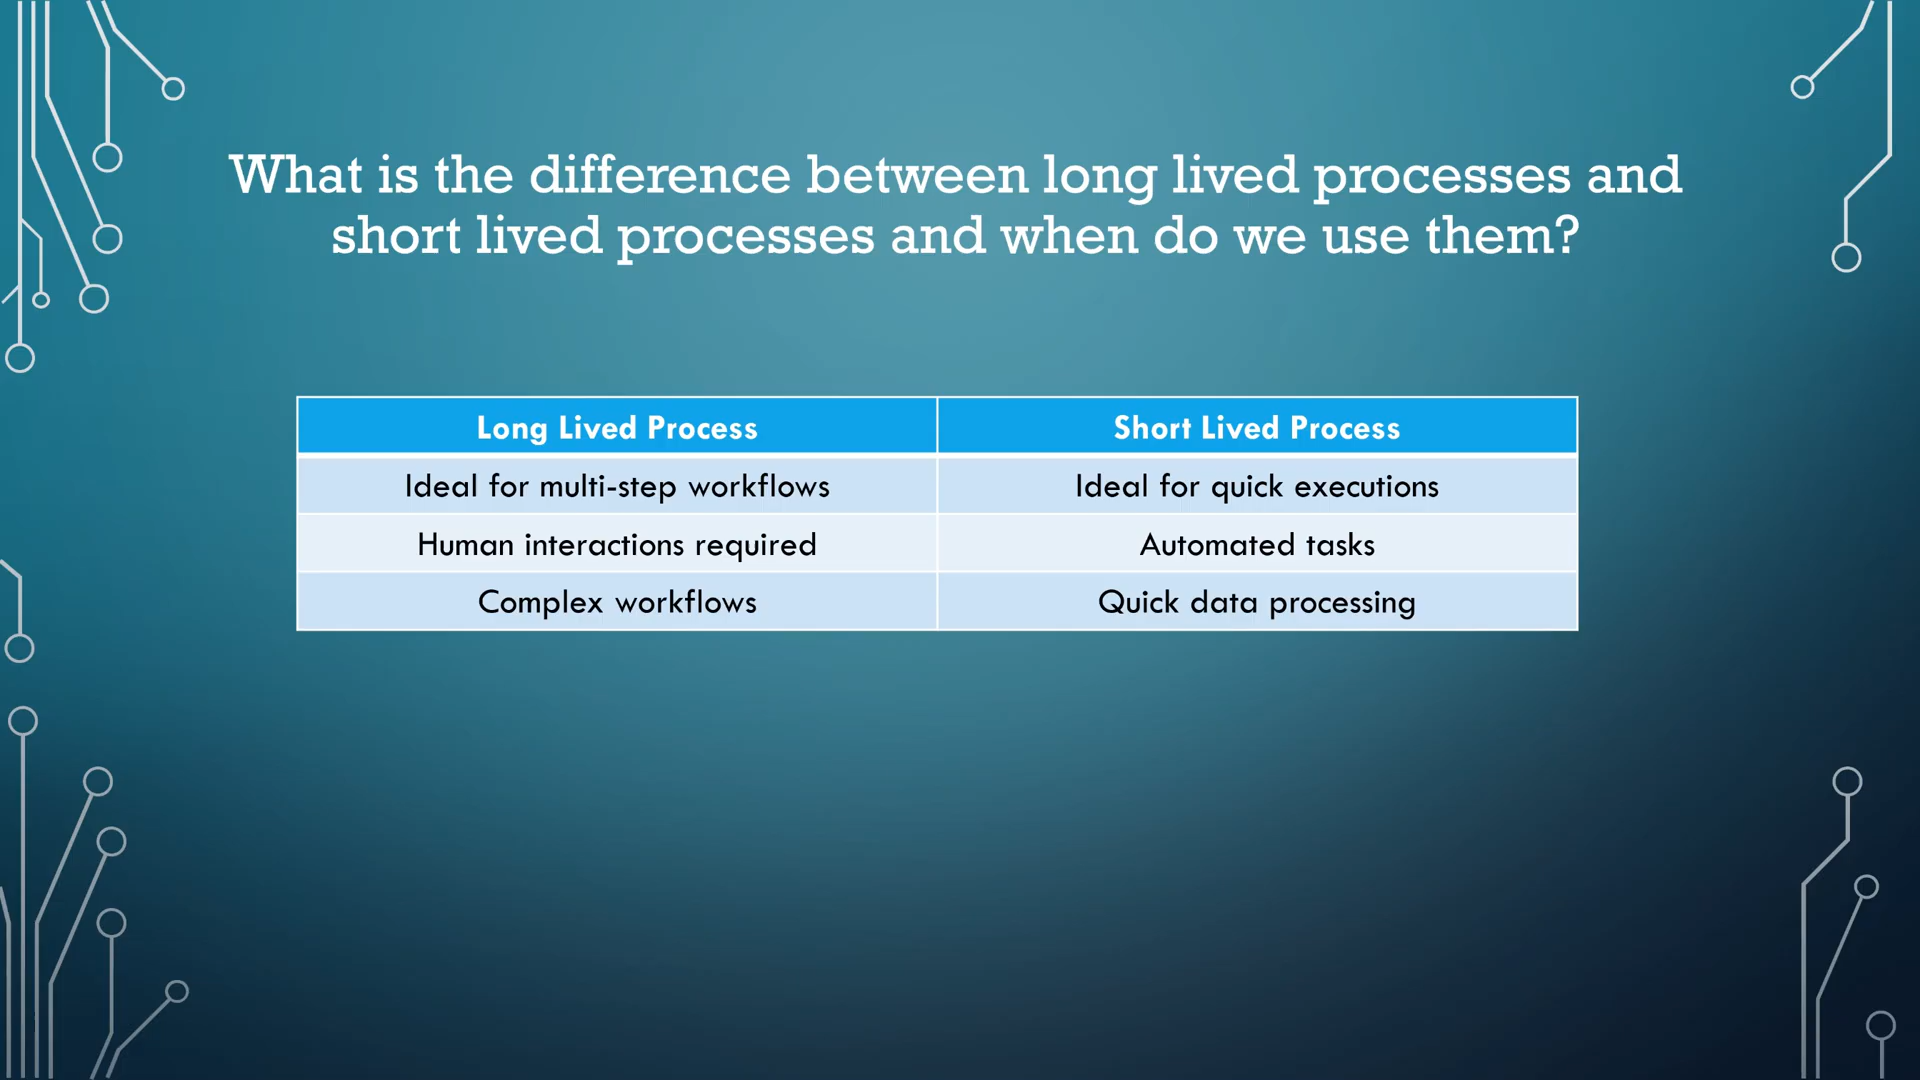 What is the difference between long lived processes and
short lived processes and when do we use them?
Long Lived Process Short Lived Process
Ideal for multi-step workflows Ideal for quick executions
Human interactions required Automated tasks
Complex workflows Quick data processing